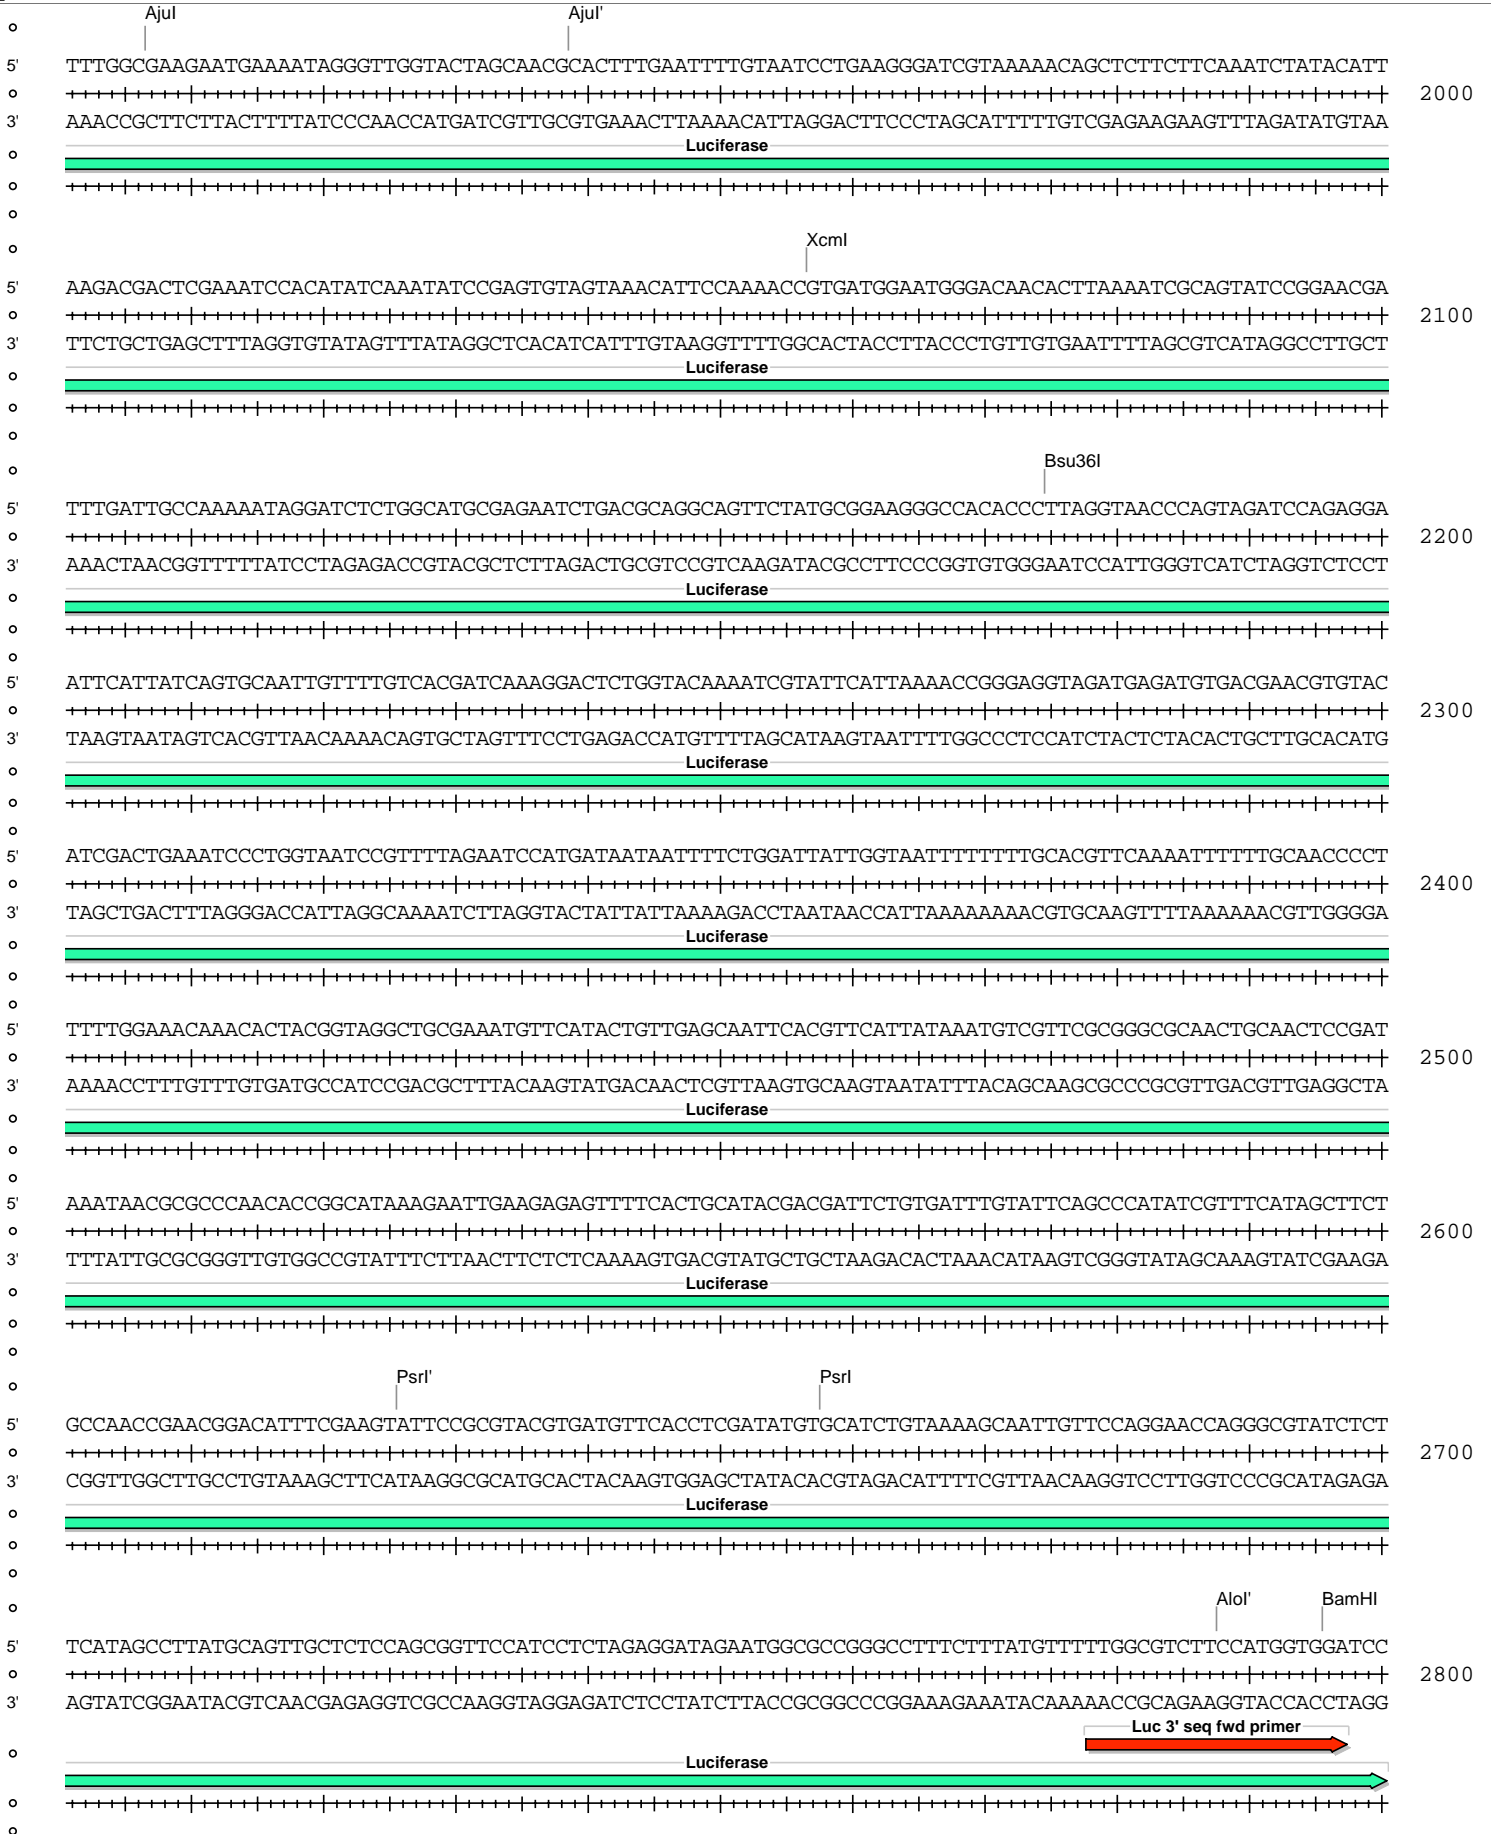 AjuI AjuI'
5' TTTGGCGAAGAATGAAAATAGGGTTGGTACTAGCAACGCACTTTGAATTTTGTAATCCTGAAGGGATCGTAAAAACAGCTCTTCTTCAAATCTATACATT
2000
3' AAACCGCTTCTTACTTTTATCCCAACCATGATCGTTGCGTGAAACTTAAAACATTAGGACTTCCCTAGCATTTTTGTCGAGAAGAAGTTTAGATATGTAA
Luciferase
XcmI
5' AAGACGACTCGAAATCCACATATCAAATATCCGAGTGTAGTAAACATTCCAAAACCGTGATGGAATGGGACAACACTTAAAATCGCAGTATCCGGAACGA
2100
3' TTCTGCTGAGCTTTAGGTGTATAGTTTATAGGCTCACATCATTTGTAAGGTTTTGGCACTACCTTACCCTGTTGTGAATTTTAGCGTCATAGGCCTTGCT
Luciferase
Bsu36I
5' TTTGATTGCCAAAAATAGGATCTCTGGCATGCGAGAATCTGACGCAGGCAGTTCTATGCGGAAGGGCCACACCCTTAGGTAACCCAGTAGATCCAGAGGA
2200
3' AAACTAACGGTTTTTATCCTAGAGACCGTACGCTCTTAGACTGCGTCCGTCAAGATACGCCTTCCCGGTGTGGGAATCCATTGGGTCATCTAGGTCTCCT
Luciferase
5' ATTCATTATCAGTGCAATTGTTTTGTCACGATCAAAGGACTCTGGTACAAAATCGTATTCATTAAAACCGGGAGGTAGATGAGATGTGACGAACGTGTAC
2300
3' TAAGTAATAGTCACGTTAACAAAACAGTGCTAGTTTCCTGAGACCATGTTTTAGCATAAGTAATTTTGGCCCTCCATCTACTCTACACTGCTTGCACATG
Luciferase
5' ATCGACTGAAATCCCTGGTAATCCGTTTTAGAATCCATGATAATAATTTTCTGGATTATTGGTAATTTTTTTTGCACGTTCAAAATTTTTTGCAACCCCT
2400
3' TAGCTGACTTTAGGGACCATTAGGCAAAATCTTAGGTACTATTATTAAAAGACCTAATAACCATTAAAAAAAACGTGCAAGTTTTAAAAAACGTTGGGGA
Luciferase
5' TTTTGGAAACAAACACTACGGTAGGCTGCGAAATGTTCATACTGTTGAGCAATTCACGTTCATTATAAATGTCGTTCGCGGGCGCAACTGCAACTCCGAT
2500
3' AAAACCTTTGTTTGTGATGCCATCCGACGCTTTACAAGTATGACAACTCGTTAAGTGCAAGTAATATTTACAGCAAGCGCCCGCGTTGACGTTGAGGCTA
Luciferase
5' AAATAACGCGCCCAACACCGGCATAAAGAATTGAAGAGAGTTTTCACTGCATACGACGATTCTGTGATTTGTATTCAGCCCATATCGTTTCATAGCTTCT
2600
3' TTTATTGCGCGGGTTGTGGCCGTATTTCTTAACTTCTCTCAAAAGTGACGTATGCTGCTAAGACACTAAACATAAGTCGGGTATAGCAAAGTATCGAAGA
Luciferase
PsrI' PsrI
5' GCCAACCGAACGGACATTTCGAAGTATTCCGCGTACGTGATGTTCACCTCGATATGTGCATCTGTAAAAGCAATTGTTCCAGGAACCAGGGCGTATCTCT
2700
3' CGGTTGGCTTGCCTGTAAAGCTTCATAAGGCGCATGCACTACAAGTGGAGCTATACACGTAGACATTTTCGTTAACAAGGTCCTTGGTCCCGCATAGAGA
Luciferase
AloI' BamHI
5' TCATAGCCTTATGCAGTTGCTCTCCAGCGGTTCCATCCTCTAGAGGATAGAATGGCGCCGGGCCTTTCTTTATGTTTTTGGCGTCTTCCATGGTGGATCC
2800
3' AGTATCGGAATACGTCAACGAGAGGTCGCCAAGGTAGGAGATCTCCTATCTTACCGCGGCCCGGAAAGAAATACAAAAACCGCAGAAGGTACCACCTAGG
Luc 3' seq fwd primer
Luciferase